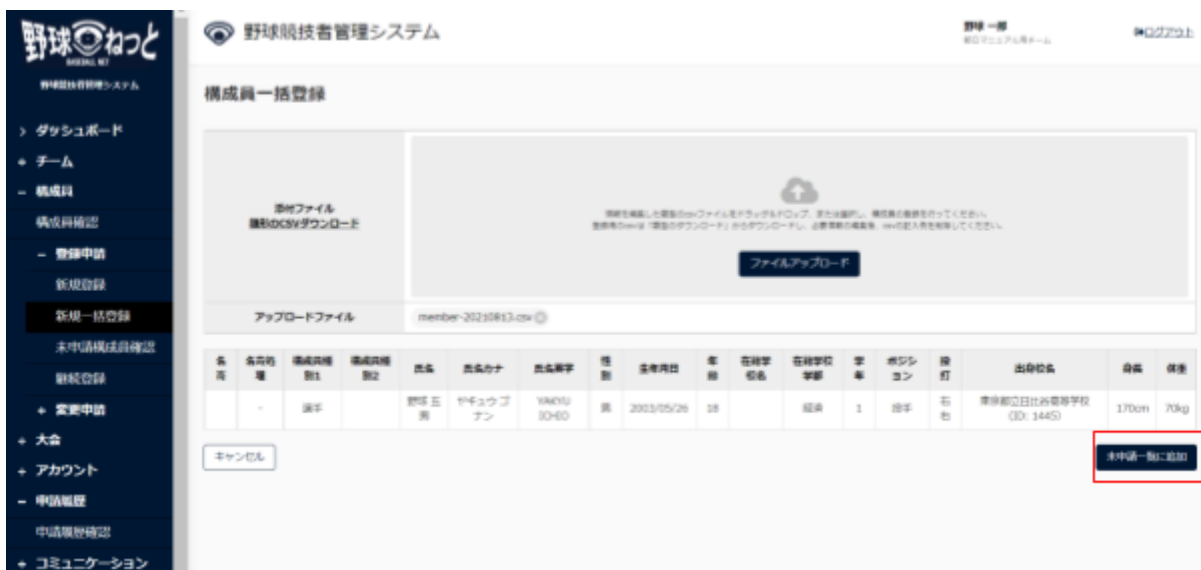 野球ねっと
BASEBALL NET
野球競技者管理システム
> ダッシュボード
+ チーム
− 構成員
構成員確認
− 登録申請
新規登録
新規一括登録
未申請構成員確認
継続登録
+ 変更申請
+ 大会
+ アカウント
− 申請履歴
申請履歴確認
+ コミュニケーション
野球競技者管理システム
野球 一郎
ログアウト
構成員一括登録
添付ファイル
雛形のCSVダウンロード
ファイルアップロード
アップロードファイル member-20210813.csv
構成員種別1 構成員種別2 氏名 氏名カナ 氏名英字 性別 生年月日 年齢 在籍学校名 在籍学校学部 学年 ポジション 投打 出身校名 身長 体重
- 選手 野球 五男 ヤキュウ ゴナン 男 2003/05/26 18 経済 1 投手 右右 東京都立日比谷高等学校 (ID: 1445) 170cm 70kg
キャンセル
未申請一覧に追加